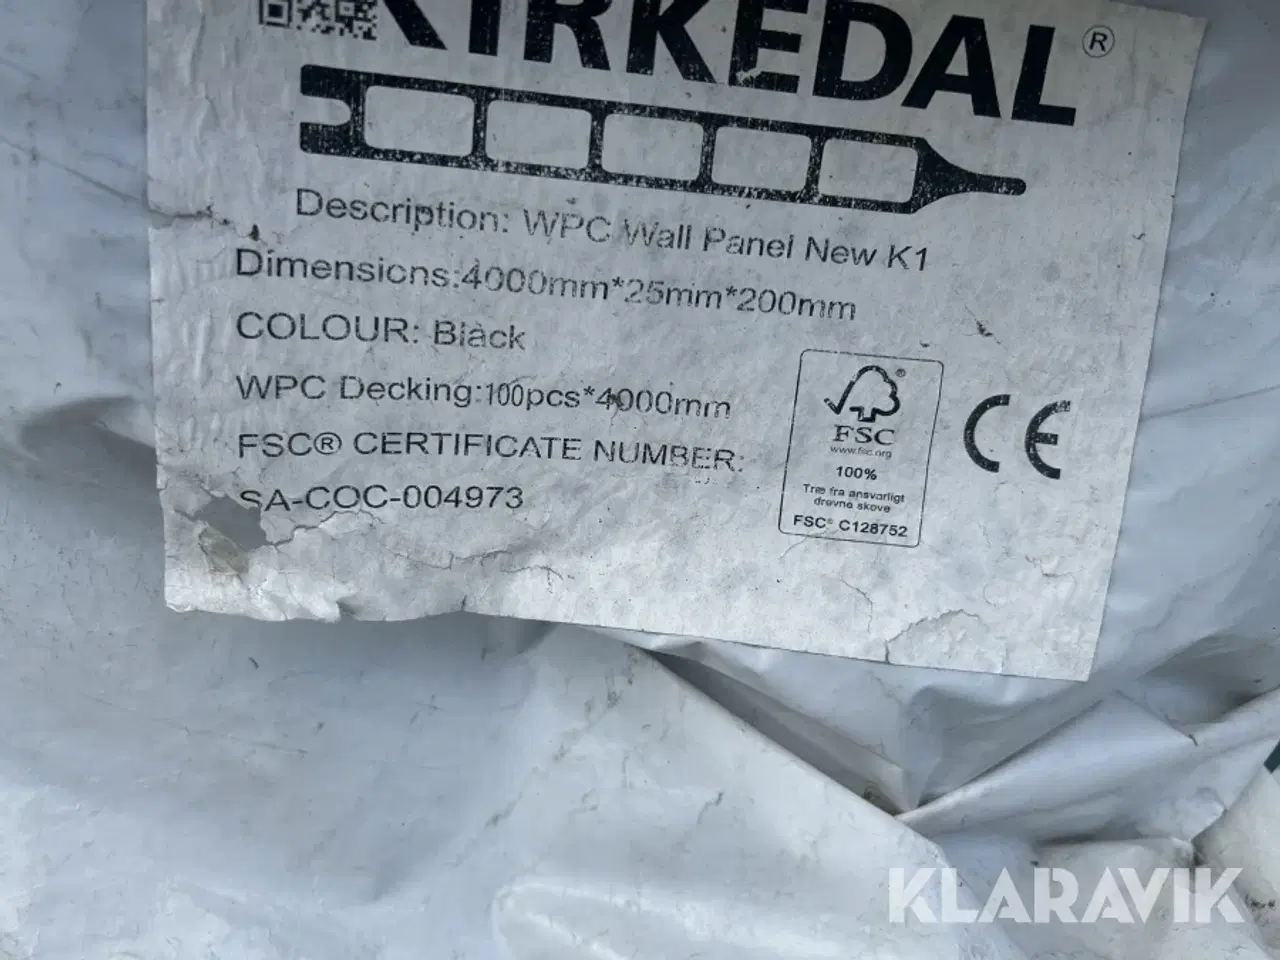 KIRKEDAL®
Description: WPC Wall Panel New K1
Dimensions:4000mm*25mm*200mm
COLOUR: Black
WPC Decking:100pcs*4000mm
FSC® CERTIFICATE NUMBER:
SA-COC-004973
®
FSC
www.fsc.org
100%
Træ fra ansvarligt
drevne skove
FSC® C128752
CE
KLARAVIK